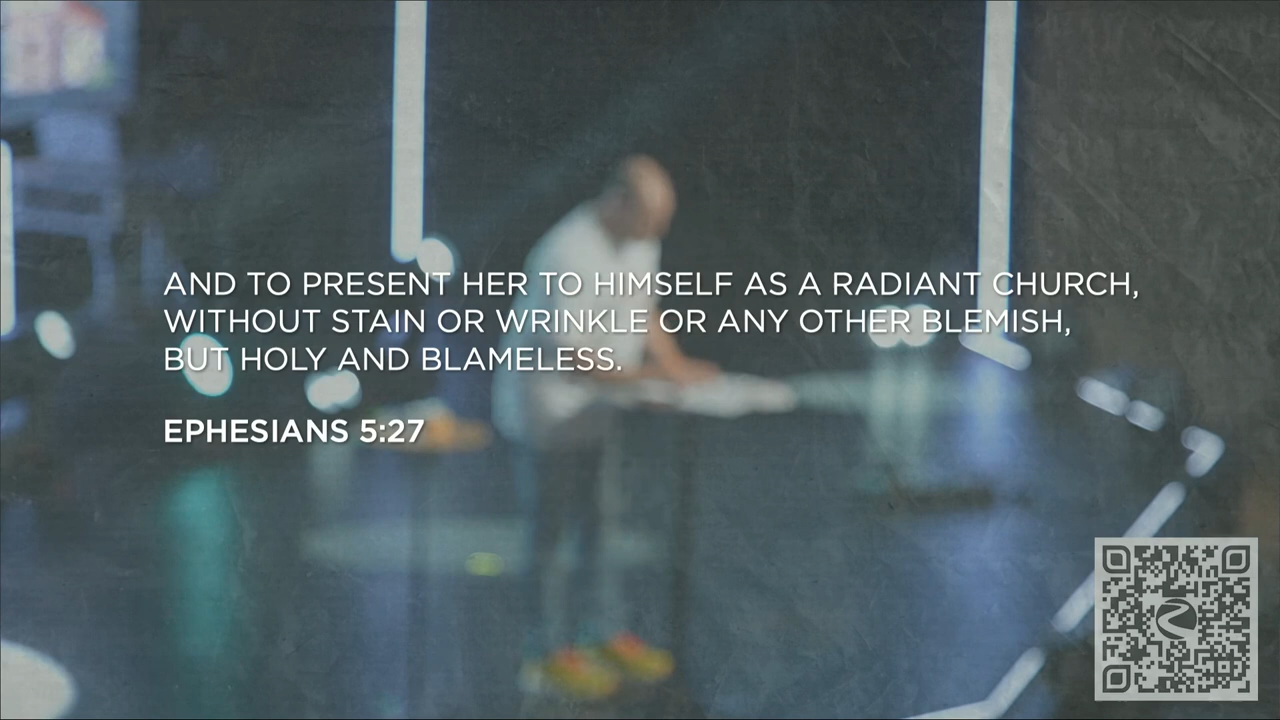 AND TO PRESENT HER TO HIMSELF AS A RADIANT CHURCH,
WITHOUT STAIN OR WRINKLE OR ANY OTHER BLEMISH,
BUT HOLY AND BLAMELESS.
EPHESIANS 5:27